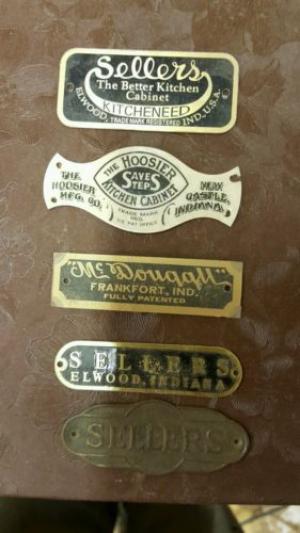 Sellers
The Better Kitchen
Cabinet
KITCHENEED
ELWOOD, TRADE MARK REGISTERED IND., U.S.A.
THE HOOSIER
SAVES
STEPS
KITCHEN CABINET
THE
HOOSIER
MFG. CO.
NEW
CASTLE,
INDIANA.
TRADE MARK
REG.
U.S. PAT. OFFICE
"McDougall"
FRANKFORT, IND.
FULLY PATENTED
SELLERS
ELWOOD, INDIANA
SELLERS